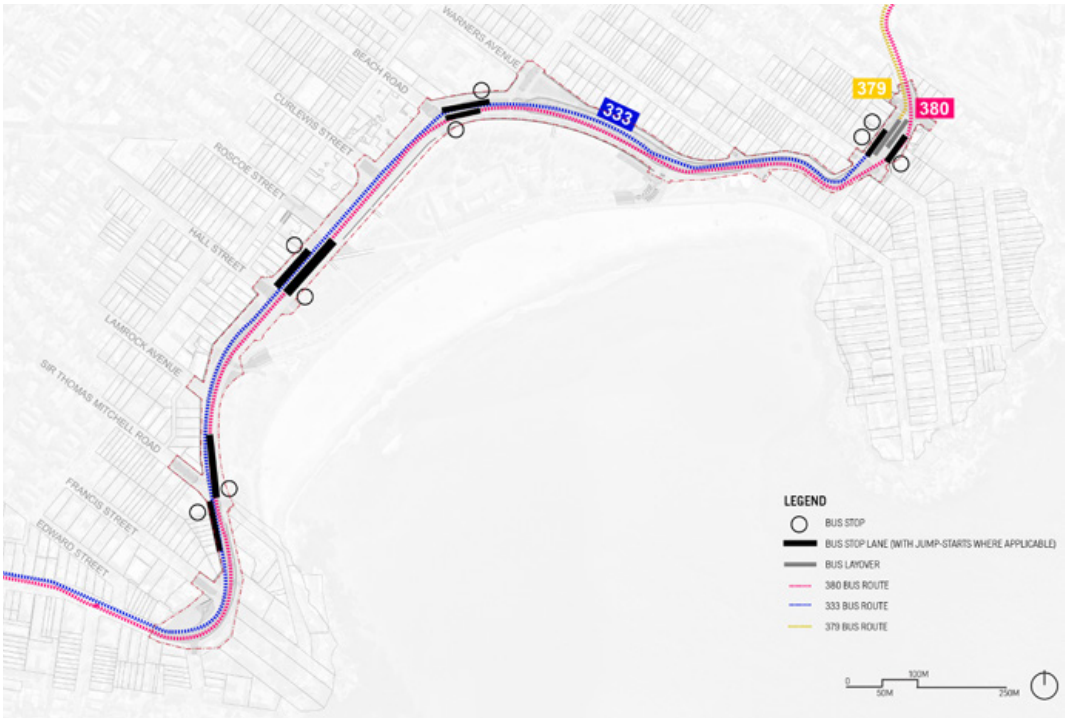 WARNERS AVENUE
BEACH ROAD
CURLEWIS STREET
ROSCOE STREET
HALL STREET
LAMROCK AVENUE
SIR THOMAS MITCHELL ROAD
FRANCIS STREET
EDWARD STREET
333
379
380
LEGEND
BUS STOP
BUS STOP LANE (WITH JUMP-STARTS WHERE APPLICABLE)
BUS LAYOVER
380 BUS ROUTE
333 BUS ROUTE
379 BUS ROUTE
0
50M
100M
250M